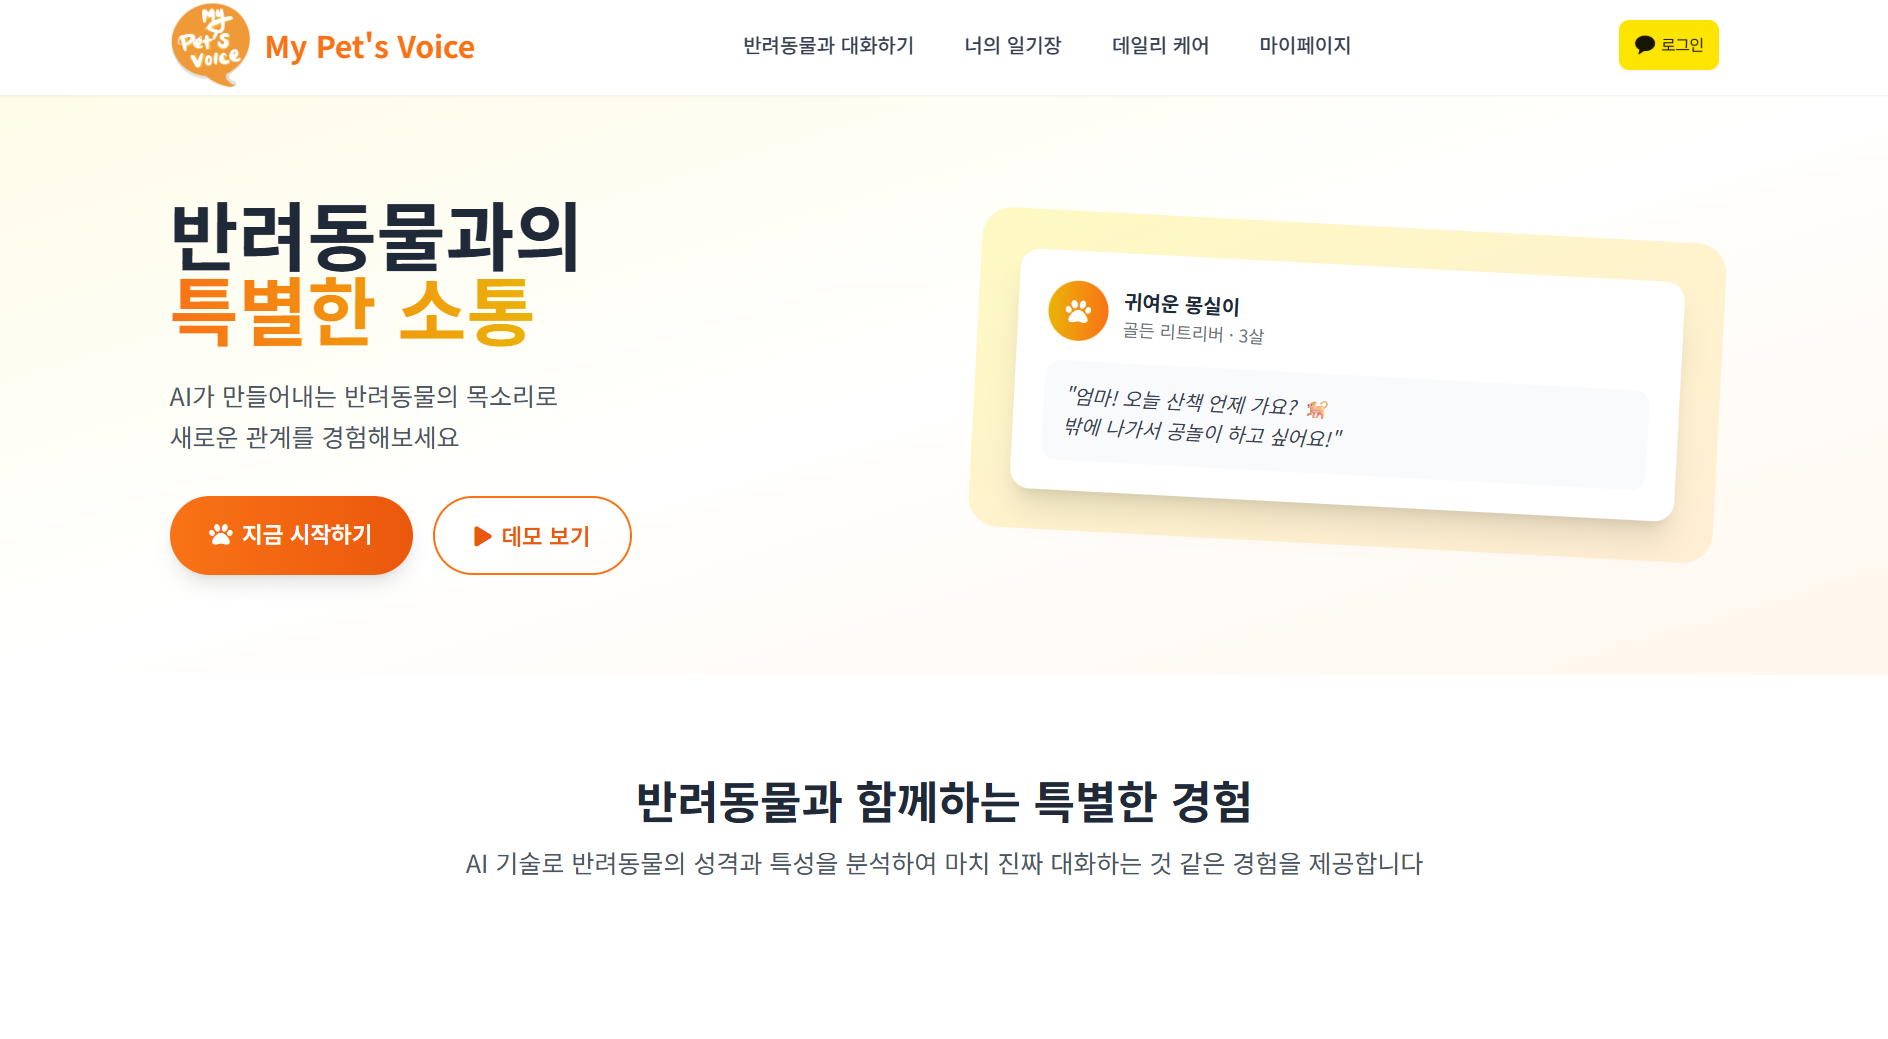 My
Pet's
Voice
My Pet's Voice
반려동물과 대화하기
너의 일기장
데일리 케어
마이페이지
로그인
반려동물과의
특별한 소통
AI가 만들어내는 반려동물의 목소리로
새로운 관계를 경험해보세요
지금 시작하기
데모 보기
귀여운 몽실이
골든 리트리버 · 3살
"엄마! 오늘 산책 언제 가요? 🐕
밖에 나가서 공놀이 하고 싶어요!"
반려동물과 함께하는 특별한 경험
AI 기술로 반려동물의 성격과 특성을 분석하여 마치 진짜 대화하는 것 같은 경험을 제공합니다